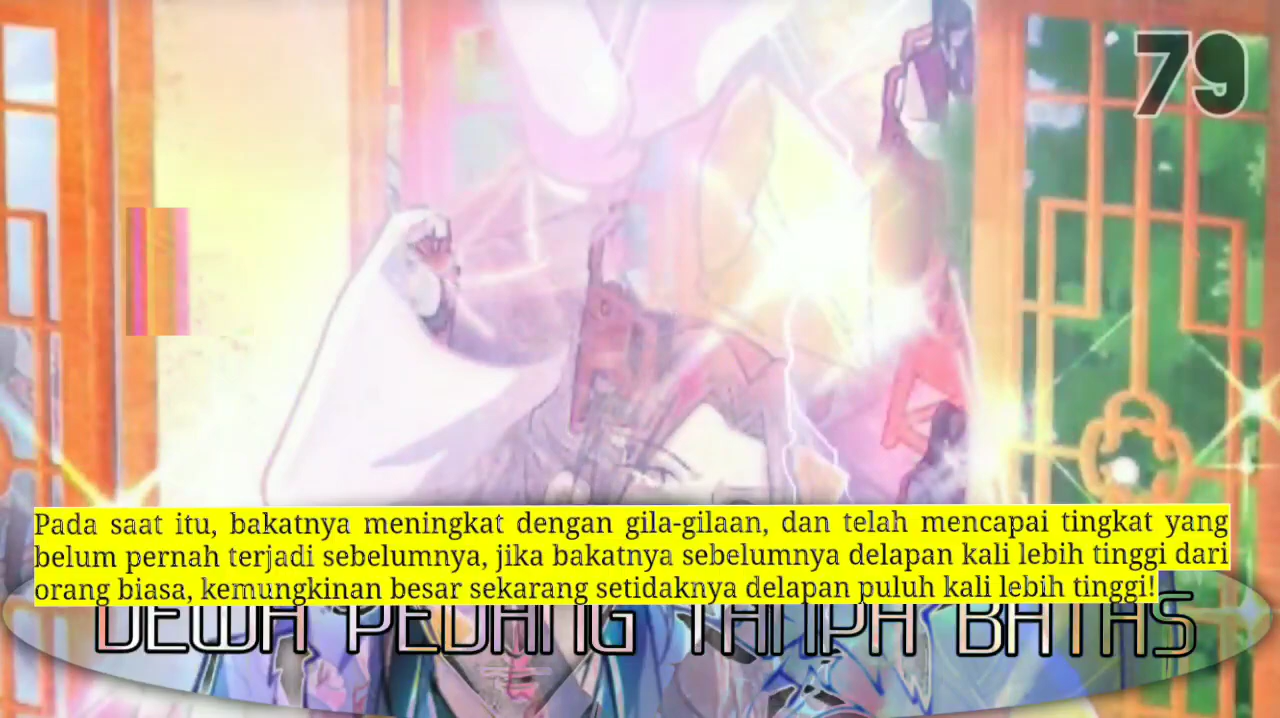 79
Pada saat itu, bakatnya meningkat dengan gila-gilaan, dan telah mencapai tingkat yang
belum pernah terjadi sebelumnya, jika bakatnya sebelumnya delapan kali lebih tinggi dari
orang biasa, kemungkinan besar sekarang setidaknya delapan puluh kali lebih tinggi!
DEWA PEDANG TANPA BATAS